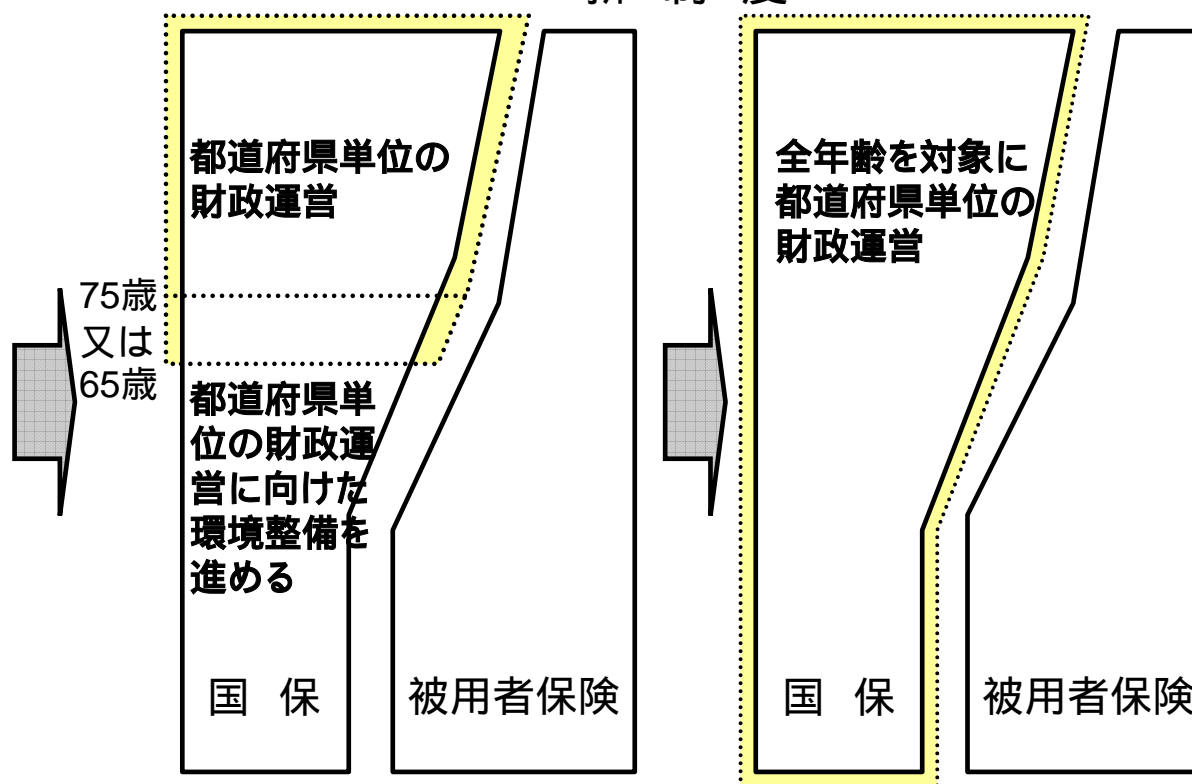 都道府県単位の
財政運営
75歳
又は
65歳
都道府県単
位の財政運
営に向けた
環境整備を
進める
国 保
被用者保険
全年齢を対象に
都道府県単位の
財政運営
国 保
被用者保険